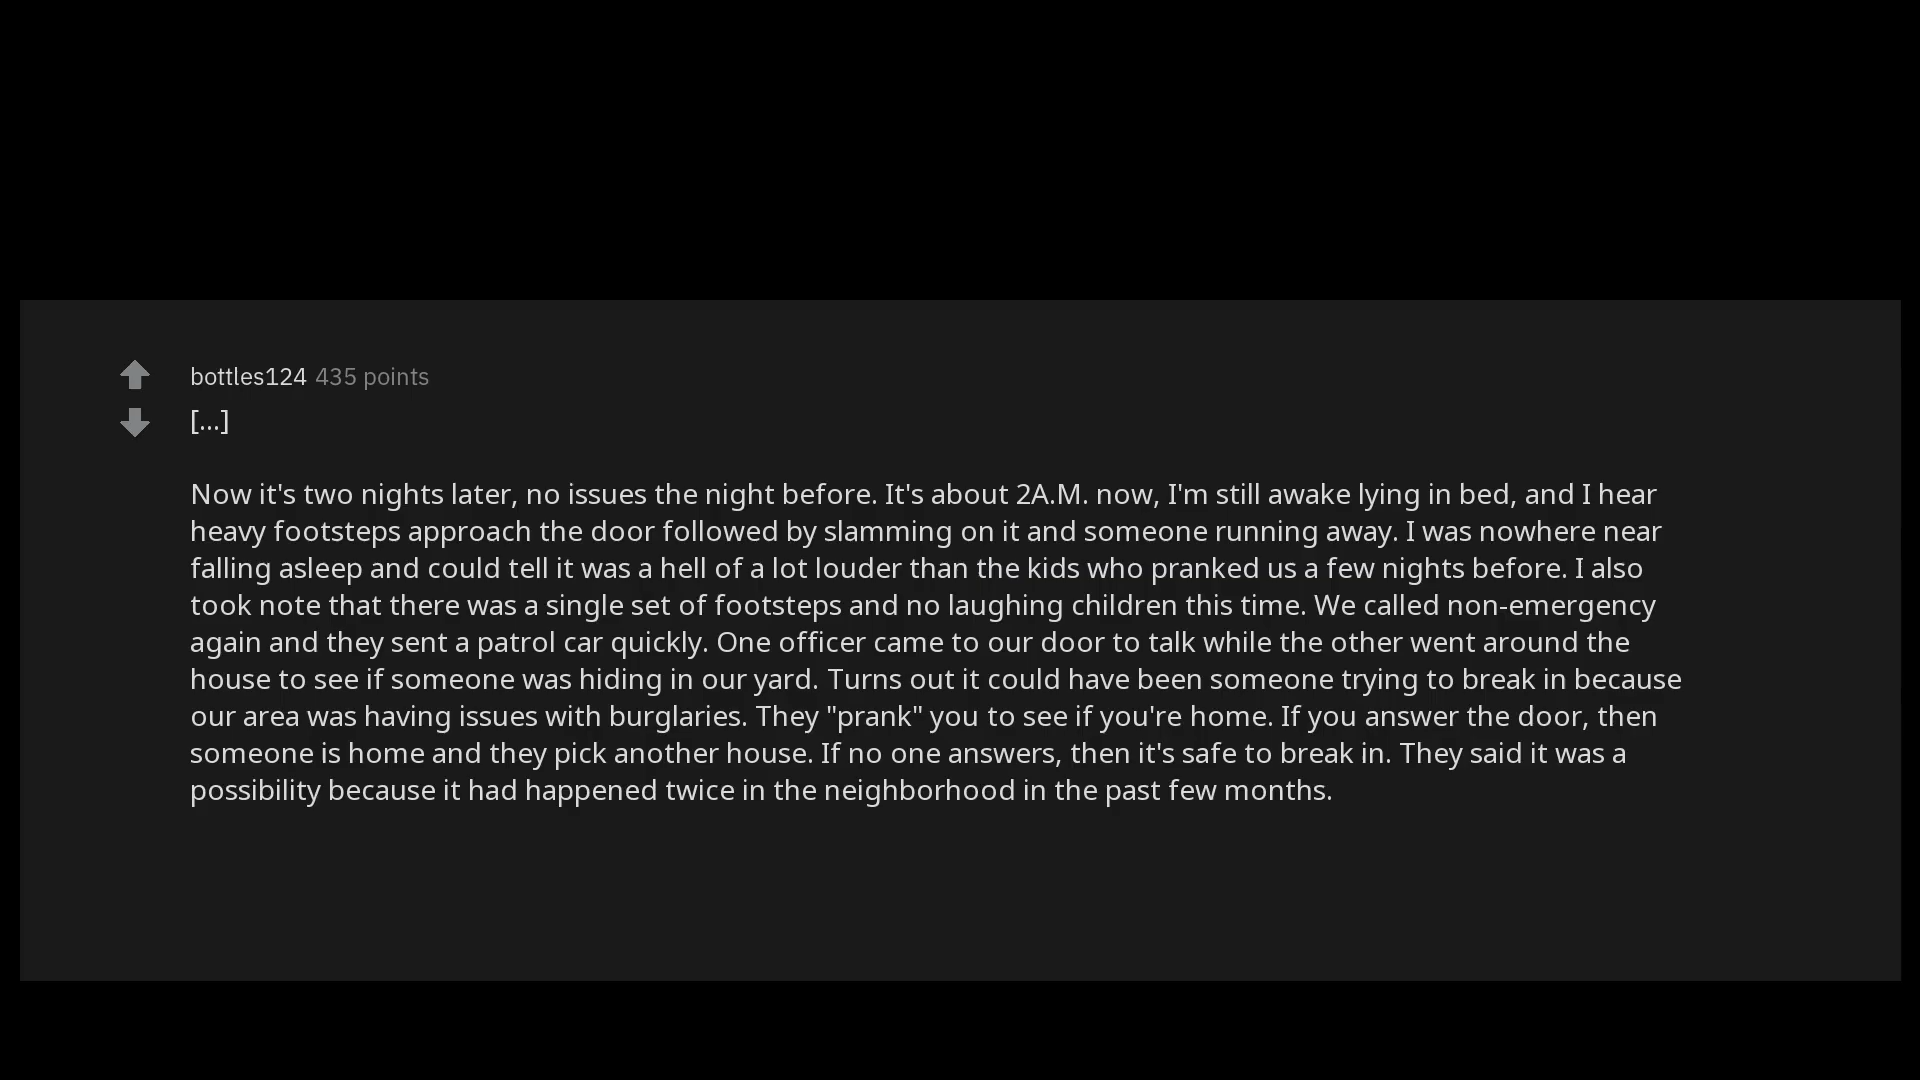 bottles124 435 points
[...]
Now it's two nights later, no issues the night before. It's about 2A.M. now, I'm still awake lying in bed, and I hear
heavy footsteps approach the door followed by slamming on it and someone running away. I was nowhere near
falling asleep and could tell it was a hell of a lot louder than the kids who pranked us a few nights before. I also
took note that there was a single set of footsteps and no laughing children this time. We called non-emergency
again and they sent a patrol car quickly. One officer came to our door to talk while the other went around the
house to see if someone was hiding in our yard. Turns out it could have been someone trying to break in because
our area was having issues with burglaries. They "prank" you to see if you're home. If you answer the door, then
someone is home and they pick another house. If no one answers, then it's safe to break in. They said it was a
possibility because it had happened twice in the neighborhood in the past few months.